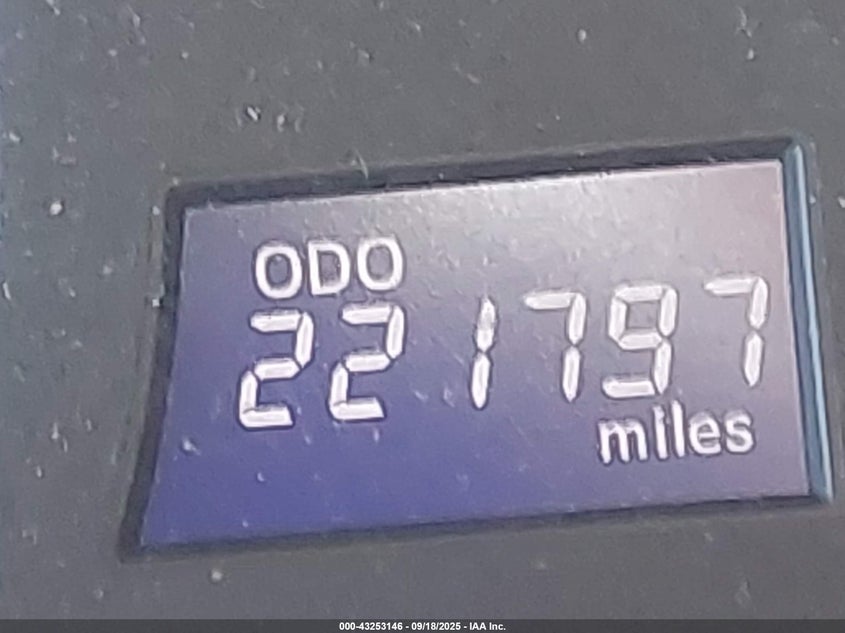 ODO
221797
miles
000-43253146 - 09/18/2025 - IAA Inc.